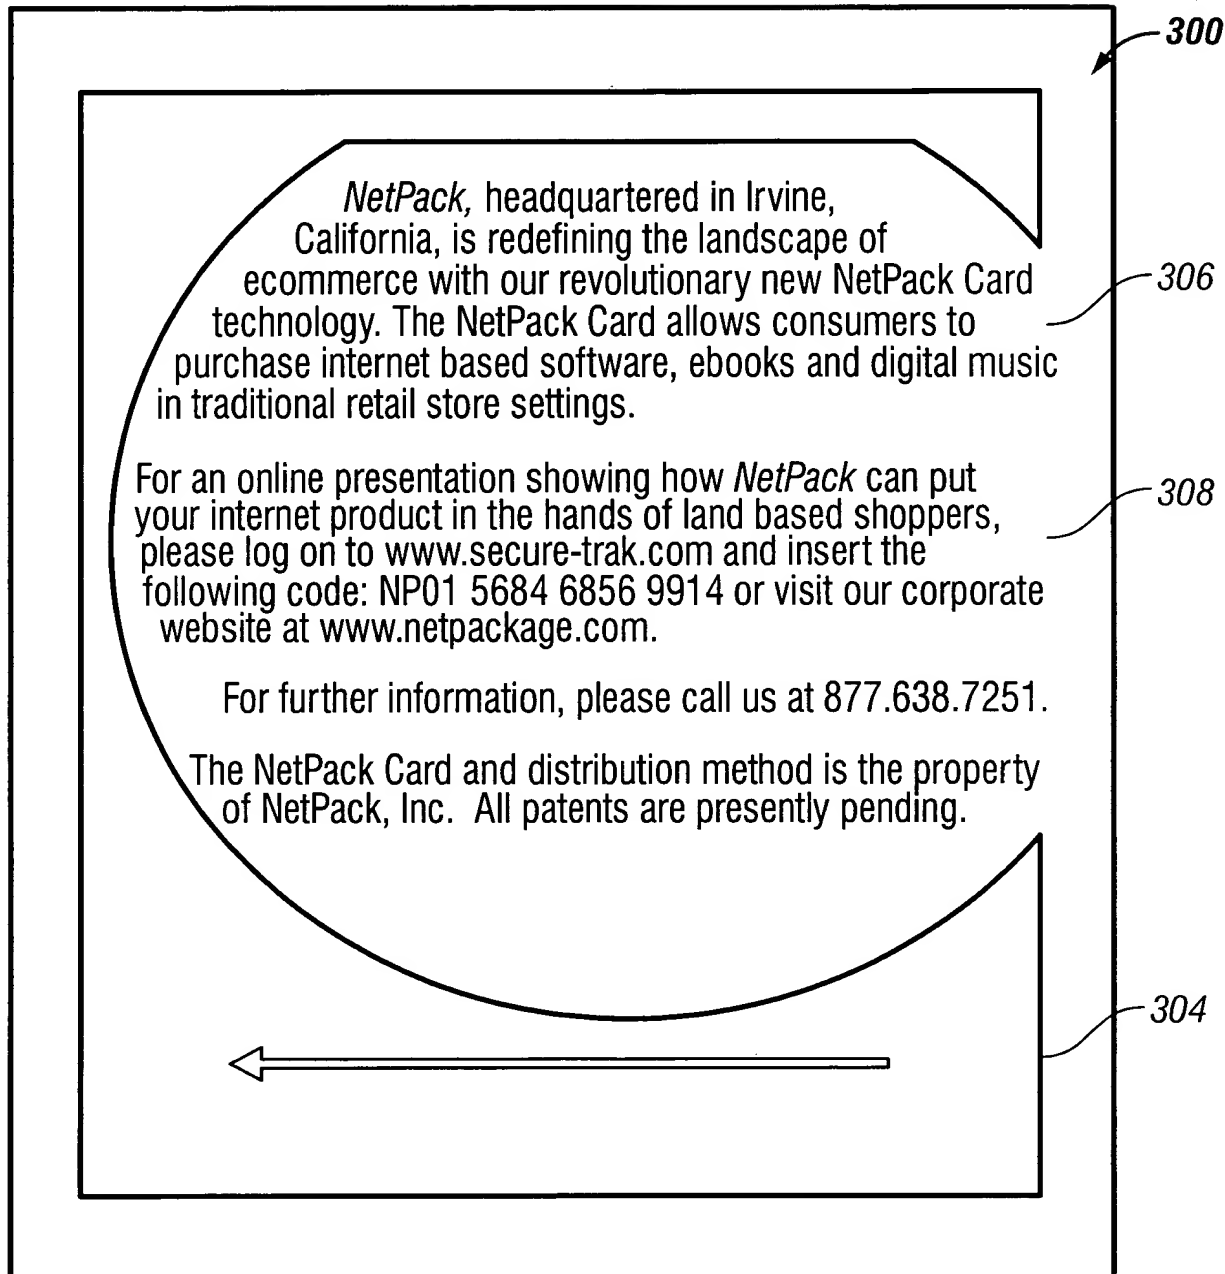 300
NetPack, headquartered in Irvine,
California, is redefining the landscape of
ecommerce with our revolutionary new NetPack Card
306
technology. The NetPack Card allows consumers to
purchase internet based software, ebooks and digital music
in traditional retail store settings.
For an online presentation showing how NetPack can put
308
your internet product in the hands of land based shoppers,
please log on to www.secure-trak.com and insert the
following code: NP01 5684 6856 9914 or visit our corporate
website at www.netpackage.com.
For further information, please call us at 877.638.7251.
The NetPack Card and distribution method is the property
of NetPack, Inc. All patents are presently pending.
304